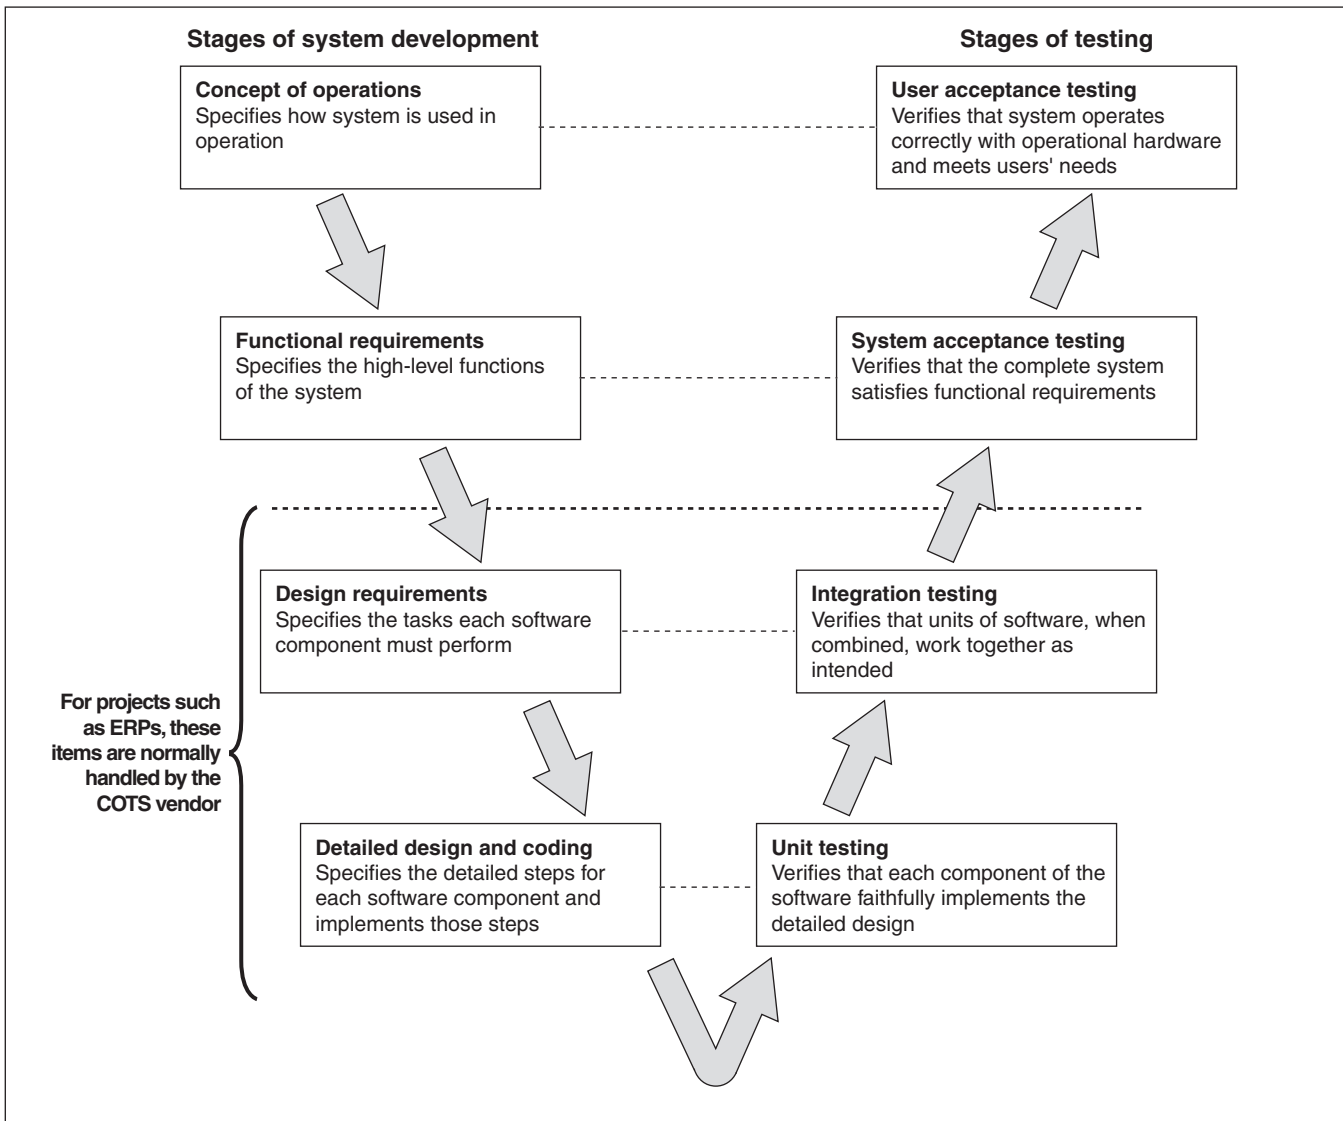 Stages of system development
Stages of testing
Concept of operations
Specifies how system is used in
operation
User acceptance testing
Verifies that system operates
correctly with operational hardware
and meets users' needs
Functional requirements
Specifies the high-level functions
of the system
System acceptance testing
Verifies that the complete system
satisfies functional requirements
Design requirements
Specifies the tasks each software
component must perform
Integration testing
Verifies that units of software, when
combined, work together as
intended
For projects such
as ERPs, these
items are normally
handled by the
COTS vendor
Detailed design and coding
Specifies the detailed steps for
each software component and
implements those steps
Unit testing
Verifies that each component of the
software faithfully implements the
detailed design